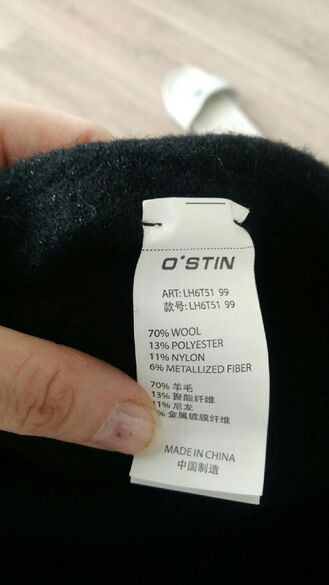 O'STIN
ART: LH6T51 99
款号: LH6T51 99
70% WOOL
13% POLYESTER
11% NYLON
6% METALLIZED FIBER
70% 羊毛
13% 聚酯纤维
11% 尼龙
% 金属镀膜纤维
MADE IN CHINA
中国制造